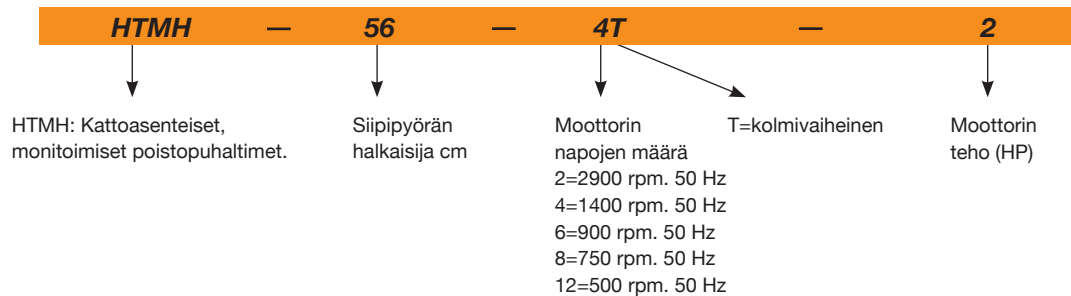 HTMH — 56 — 4T — 2
HTMH: Kattoasenteiset,
monitoimiset poistopuhaltimet.
Siipipyörän
halkaisija cm
Moottorin
napojen määrä
2=2900 rpm. 50 Hz
4=1400 rpm. 50 Hz
6=900 rpm. 50 Hz
8=750 rpm. 50 Hz
12=500 rpm. 50 Hz
T=kolmivaiheinen
Moottorin
teho (HP)